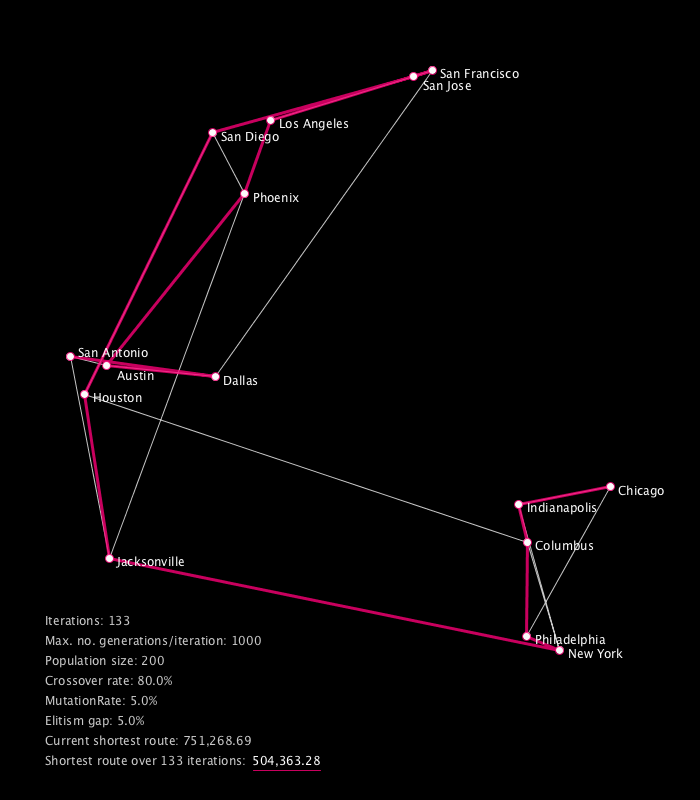 San Francisco
San Jose
Los Angeles
San Diego
Phoenix
San Antonio
Austin
Dallas
Houston
Chicago
Indianapolis
Columbus
Jacksonville
Philadelphia
New York
Iterations: 133
Max. no. generations/iteration: 1000
Population size: 200
Crossover rate: 80.0%
MutationRate: 5.0%
Elitism gap: 5.0%
Current shortest route: 751,268.69
Shortest route over 133 iterations: 504,363.28